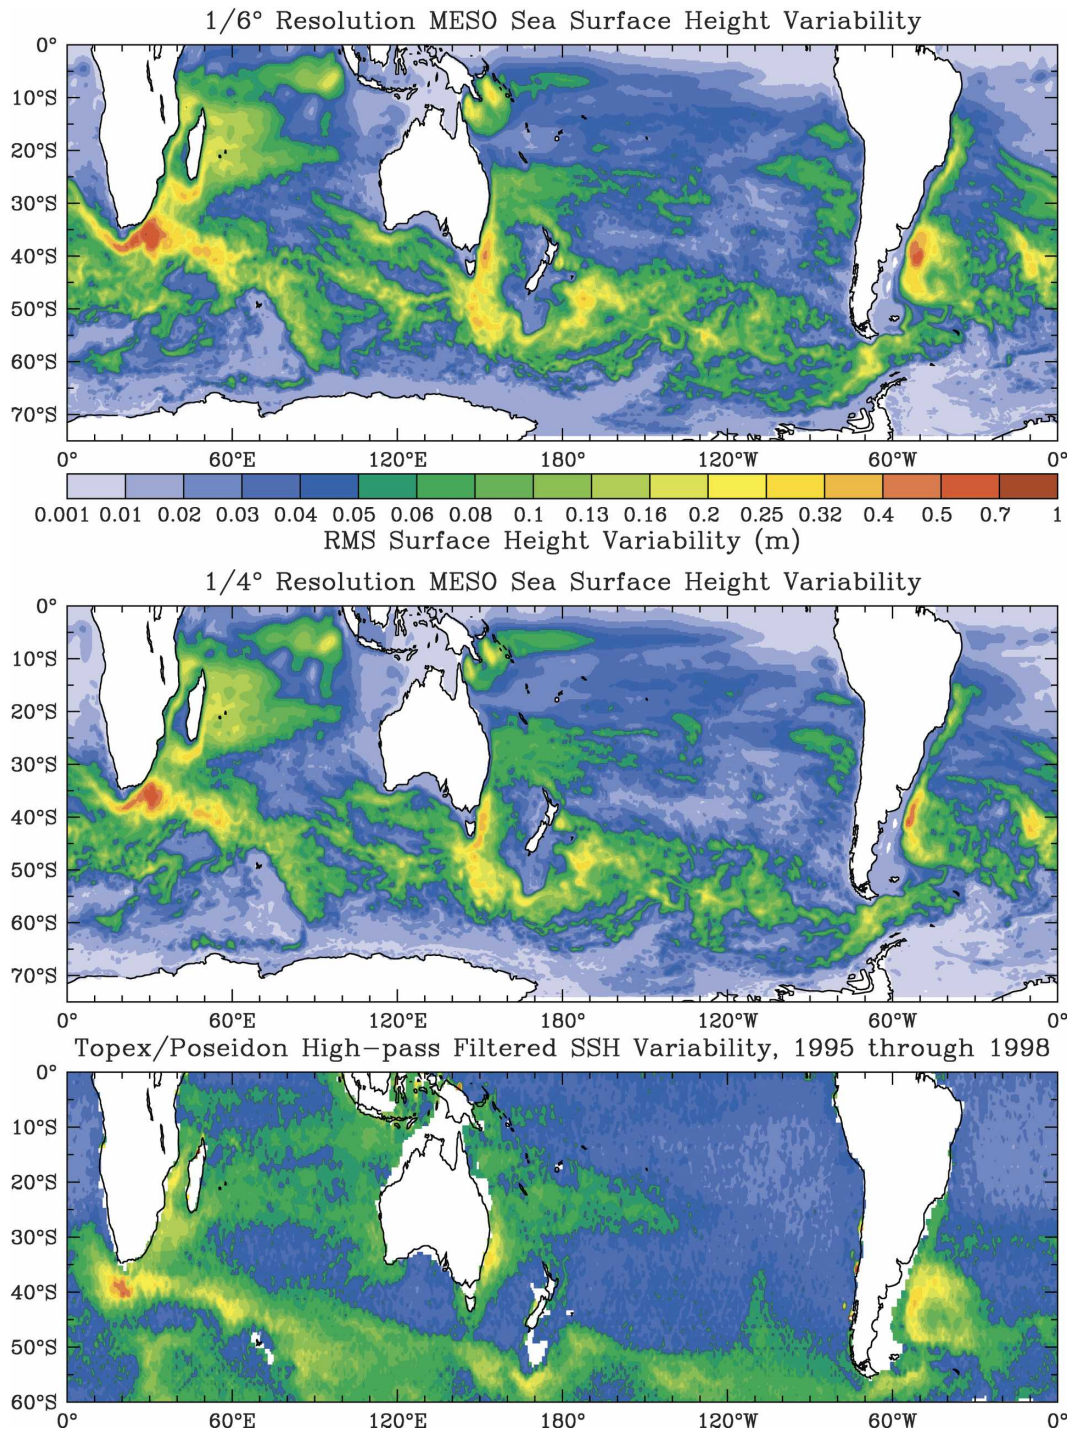 1/6° Resolution MESO Sea Surface Height Variability
0°
10°S
20°S
30°S
40°S
50°S
60°S
70°S
0° 60°E 120°E 180° 120°W 60°W 0°
0.001 0.01 0.02 0.03 0.04 0.05 0.06 0.08 0.1 0.13 0.16 0.2 0.25 0.32 0.4 0.5 0.7 1
RMS Surface Height Variability (m)
1/4° Resolution MESO Sea Surface Height Variability
0°
10°S
20°S
30°S
40°S
50°S
60°S
70°S
0° 60°E 120°E 180° 120°W 60°W 0°
Topex/Poseidon High-pass Filtered SSH Variability, 1995 through 1998
0°
10°S
20°S
30°S
40°S
50°S
60°S
0° 60°E 120°E 180° 120°W 60°W 0°